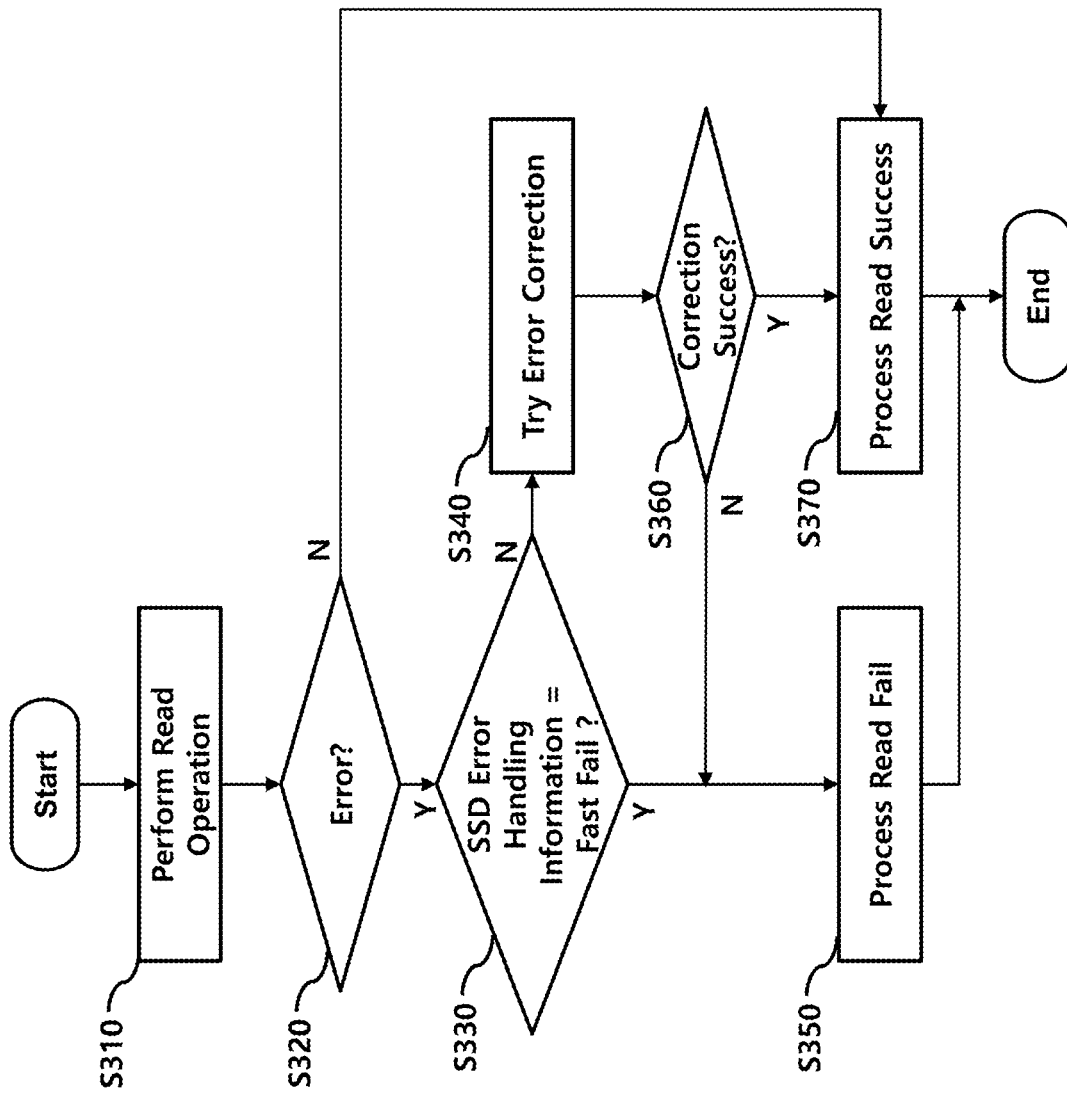 Start
S310
Perform Read
Operation
S320
Error?
N
Y
S330
SSD Error
Handling
Information =
Fast Fail ?
N
Y
S340
Try Error Correction
S360
Correction
Success?
N
Y
S350
Process Read Fail
S370
Process Read Success
End